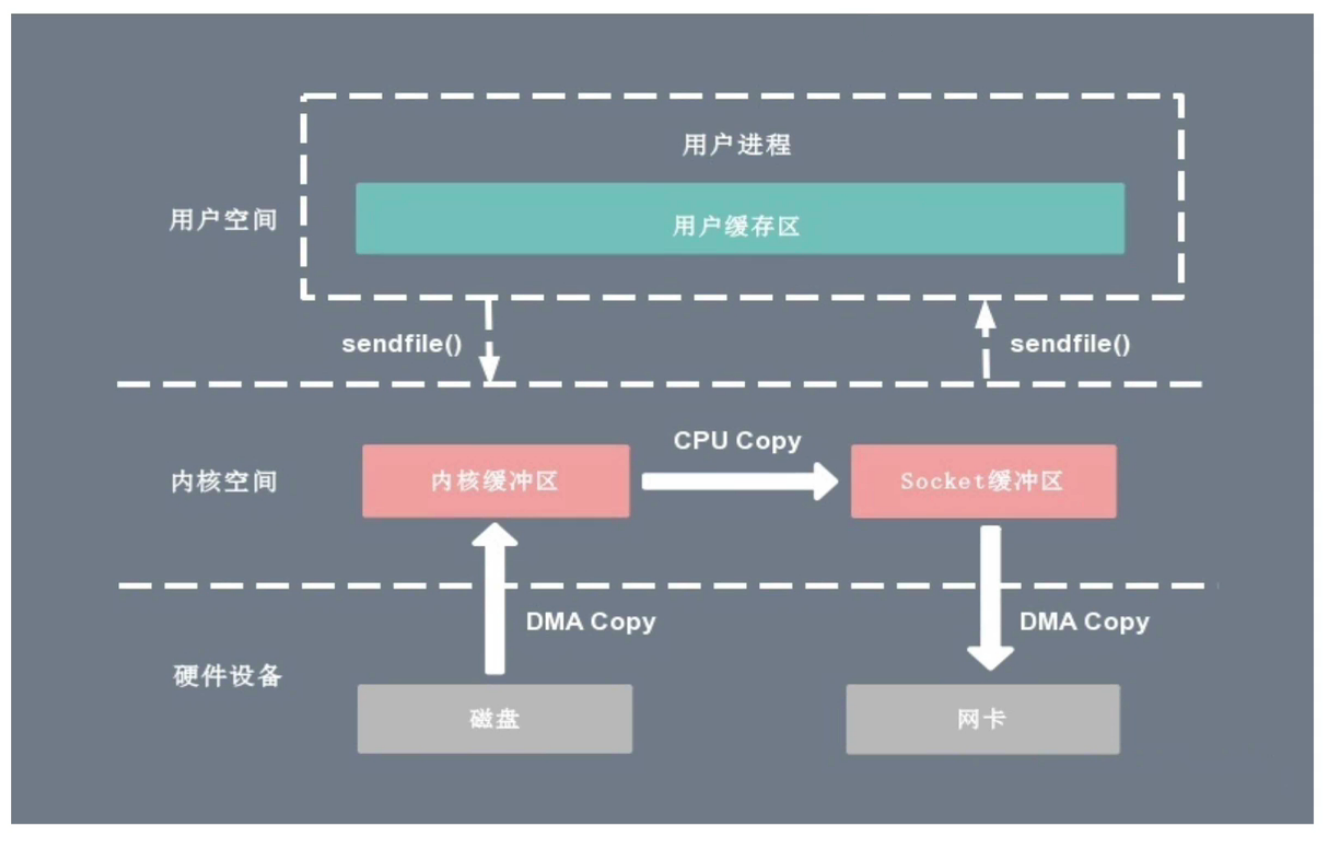 用户进程
用户空间
用户缓存区
sendfile()
sendfile()
CPU Copy
内核空间
内核缓冲区
Socket缓冲区
DMA Copy
DMA Copy
硬件设备
磁盘
网卡